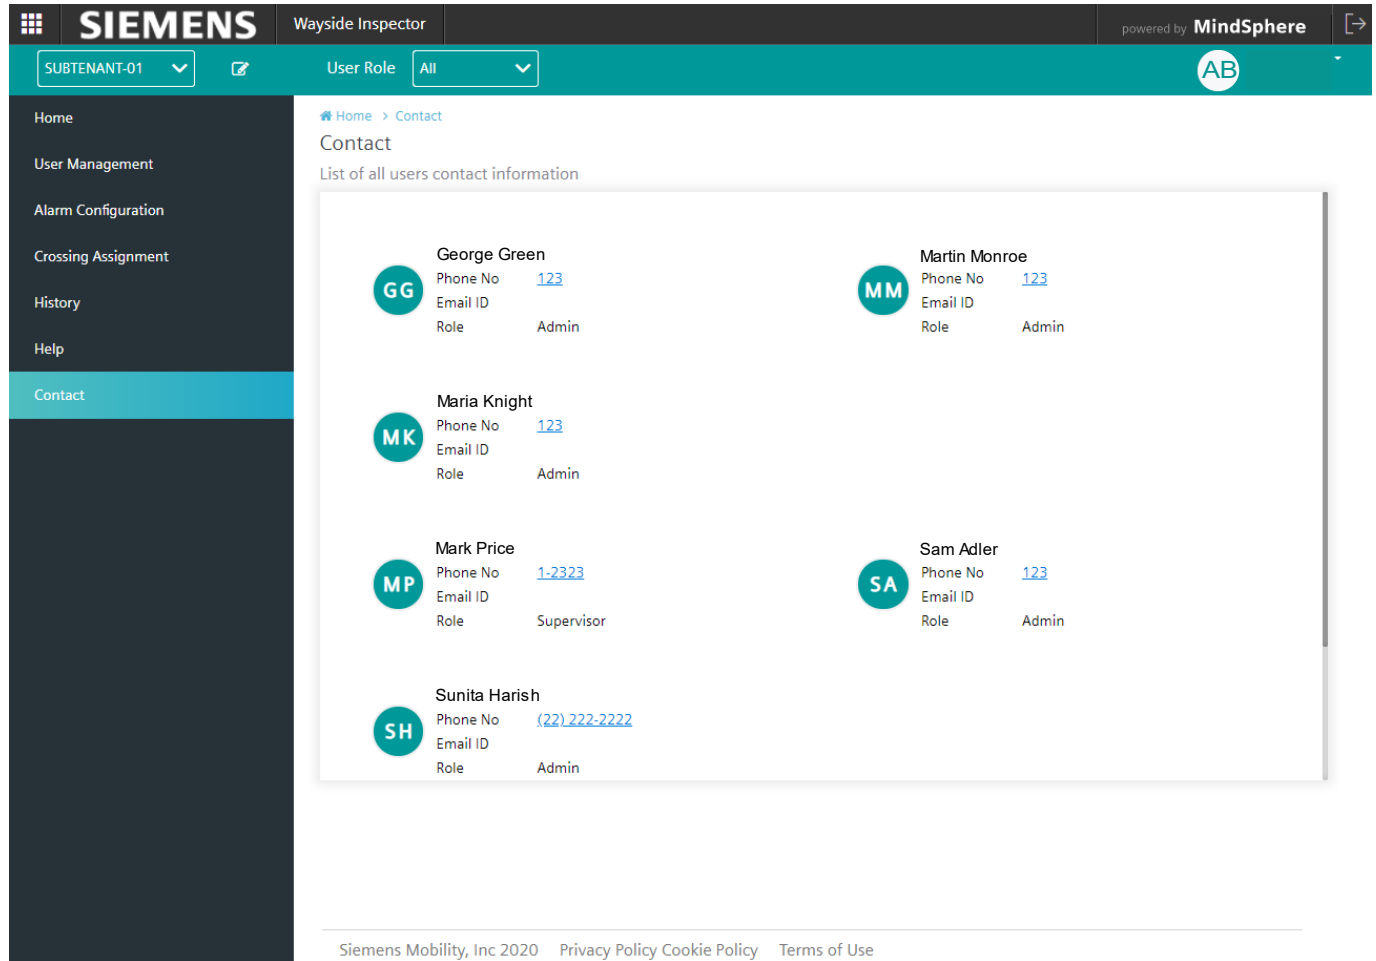 SIEMENS Wayside Inspector powered by MindSphere
SUBTENANT-01 User Role All AB
Home
User Management
Alarm Configuration
Crossing Assignment
History
Help
Contact
Home > Contact
Contact
List of all users contact information
GG
George Green
Phone No 123
Email ID
Role Admin
MM
Martin Monroe
Phone No 123
Email ID
Role Admin
MK
Maria Knight
Phone No 123
Email ID
Role Admin
MP
Mark Price
Phone No 1-2323
Email ID
Role Supervisor
SA
Sam Adler
Phone No 123
Email ID
Role Admin
SH
Sunita Harish
Phone No (22) 222-2222
Email ID
Role Admin
Siemens Mobility, Inc 2020 Privacy Policy Cookie Policy Terms of Use